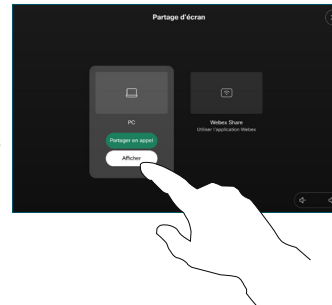 Partage d'écran
PC
Partager en appel
Afficher
Webex Share
Utiliser l'application Webex